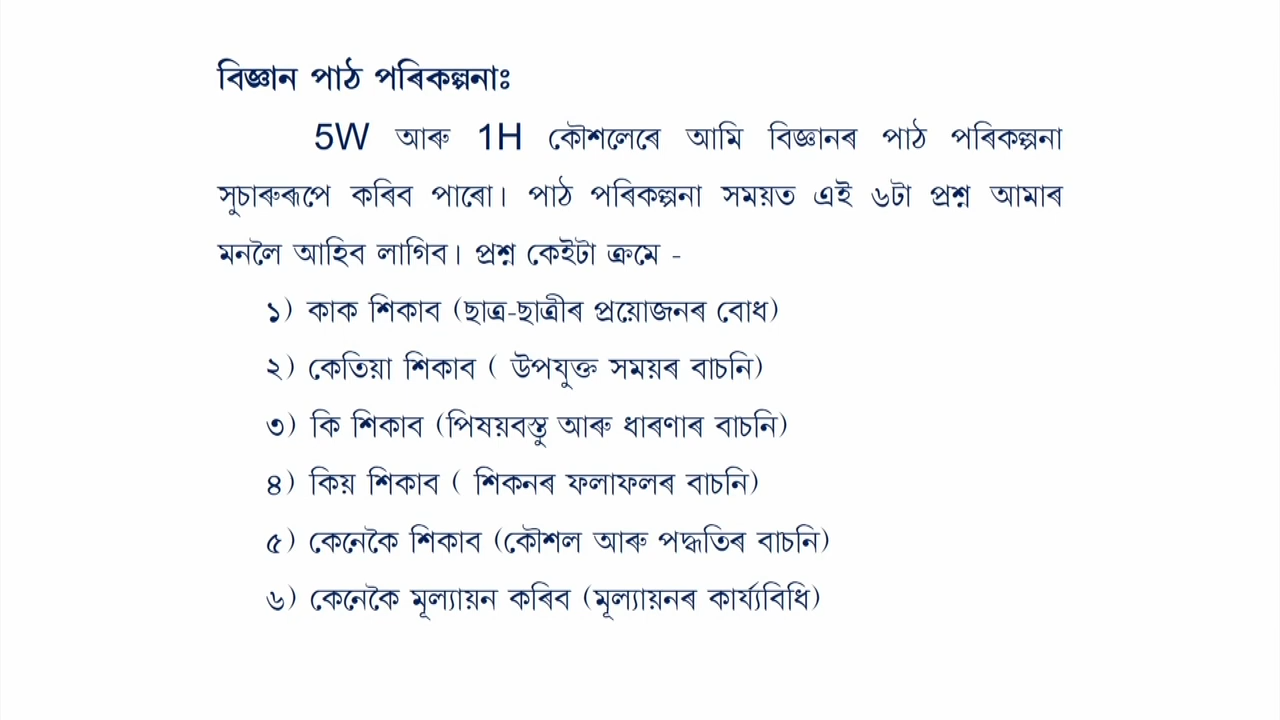 বিজ্ঞান পাঠ পৰিকল্পনাঃ
5W আৰু 1H কৌশলেৰে আমি বিজ্ঞানৰ পাঠ পৰিকল্পনা
সুচাৰুৰূপে কৰিব পাৰো। পাঠ পৰিকল্পনা সময়ত এই ৬টা প্ৰশ্ন আমাৰ
মনলৈ আহিব লাগিব। প্ৰশ্ন কেইটা ক্ৰমে -
১) কাক শিকাব (ছাত্ৰ-ছাত্ৰীৰ প্ৰয়োজনৰ বোধ)
২) কেতিয়া শিকাব ( উপযুক্ত সময়ৰ বাচনি)
৩) কি শিকাব (পিষয়বস্তু আৰু ধাৰণাৰ বাচনি)
৪) কিয় শিকাব ( শিকনৰ ফলাফলৰ বাচনি)
৫) কেনেকৈ শিকাব (কৌশল আৰু পদ্ধতিৰ বাচনি)
৬) কেনেকৈ মূল্যায়ন কৰিব (মূল্যায়নৰ কাৰ্য্যবিধি)